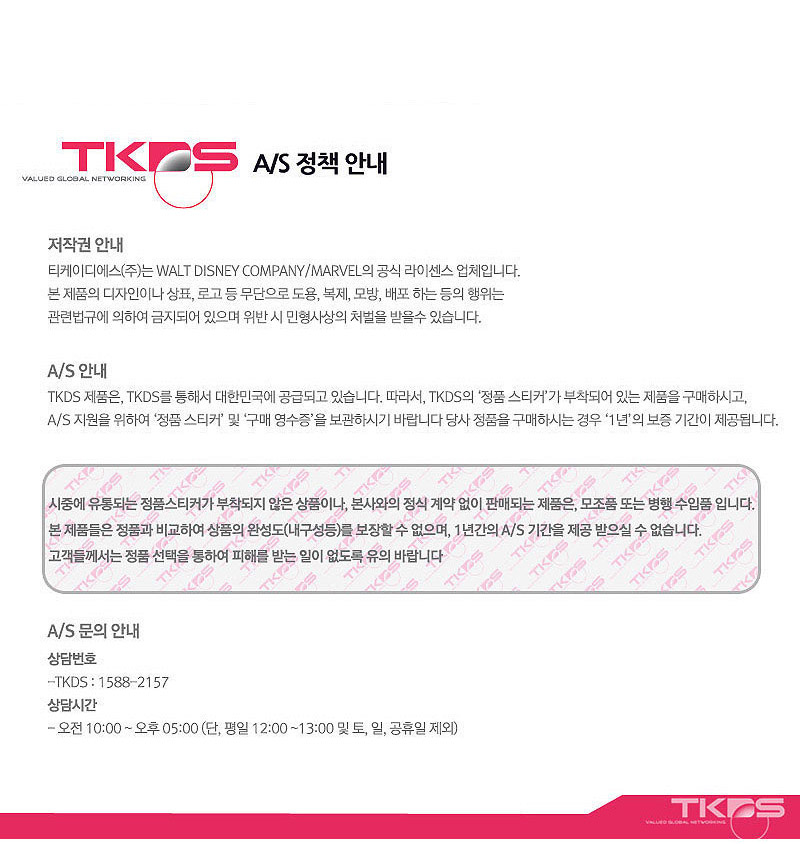 TKDS
VALUED GLOBAL NETWORKING
A/S 정책 안내
저작권 안내
티케이디에스(주)는 WALT DISNEY COMPANY/MARVEL의 공식 라이센스 업체입니다.
본 제품의 디자인이나 상표, 로고 등 무단으로 도용, 복제, 모방, 배포 하는 등의 행위는
관련법규에 의하여 금지되어 있으며 위반 시 민형사상의 처벌을 받을수 있습니다.
A/S 안내
TKDS 제품은, TKDS를 통해서 대한민국에 공급되고 있습니다. 따라서, TKDS의 ‘정품 스티커’가 부착되어 있는 제품을 구매하시고,
A/S 지원을 위하여 ‘정품 스티커’ 및 ‘구매 영수증’을 보관하시기 바랍니다 당사 정품을 구매하시는 경우 ‘1년’의 보증 기간이 제공됩니다.
시중에 유통되는 정품스티커가 부착되지 않은 상품이나, 본사와의 정식 계약 없이 판매되는 제품은, 모조품 또는 병행 수입품 입니다.
본 제품들은 정품과 비교하여 상품의 완성도(내구성등)를 보장할 수 없으며, 1년간의 A/S 기간을 제공 받으실 수 없습니다.
고객들께서는 정품 선택을 통하여 피해를 받는 일이 없도록 유의 바랍니다
A/S 문의 안내
상담번호
-TKDS : 1588-2157
상담시간
- 오전 10:00 ~ 오후 05:00 (단, 평일 12:00 ~13:00 및 토, 일, 공휴일 제외)
TKDS
VALUED GLOBAL NETWORKING